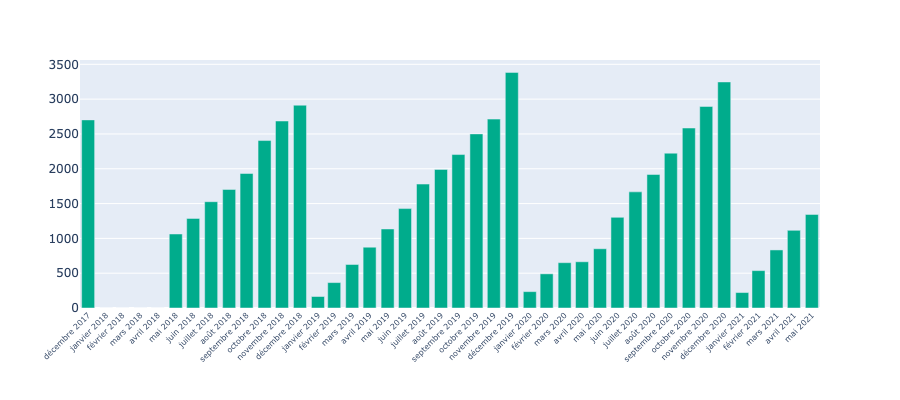 3500
3000
2500
2000
1500
1000
500
0
décembre 2017
janvier 2018
février 2018
mars 2018
avril 2018
mai 2018
juin 2018
juillet 2018
août 2018
septembre 2018
octobre 2018
novembre 2018
décembre 2018
janvier 2019
février 2019
mars 2019
avril 2019
mai 2019
juin 2019
juillet 2019
août 2019
septembre 2019
octobre 2019
novembre 2019
décembre 2019
janvier 2020
février 2020
mars 2020
avril 2020
mai 2020
juin 2020
juillet 2020
août 2020
septembre 2020
octobre 2020
novembre 2020
décembre 2020
janvier 2021
février 2021
mars 2021
avril 2021
mai 2021